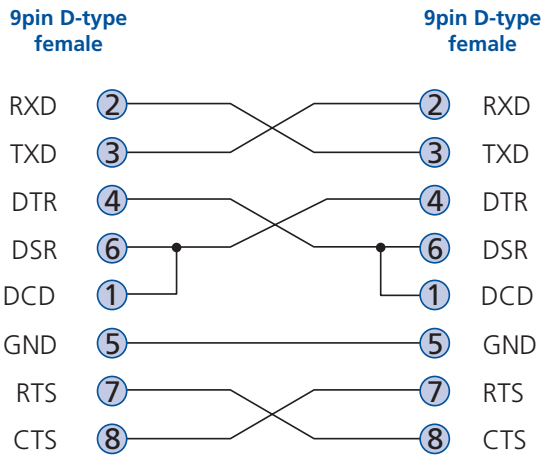 9pin D-type female
9pin D-type female
RXD 2 2 RXD
TXD 3 3 TXD
DTR 4 4 DTR
DSR 6 6 DSR
DCD 1 1 DCD
GND 5 5 GND
RTS 7 7 RTS
CTS 8 8 CTS